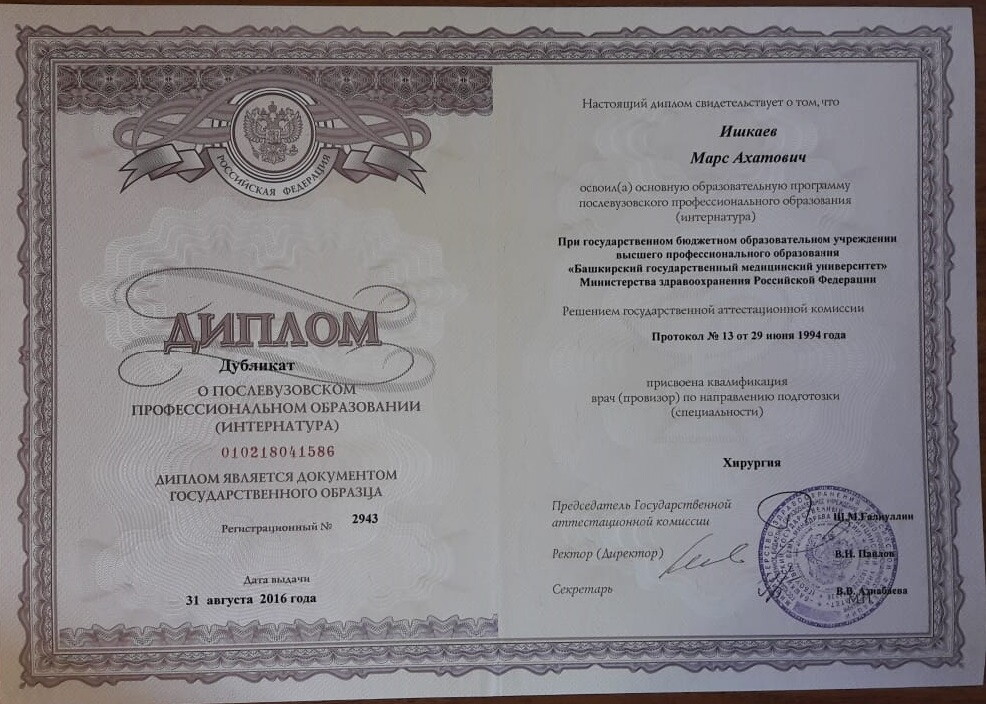 РОССИЙСКАЯ ФЕДЕРАЦИЯ
ДИПЛОМ
Дубликат
О ПОСЛЕВУЗОВСКОМ
ПРОФЕССИОНАЛЬНОМ ОБРАЗОВАНИИ
(ИНТЕРНАТУРА)
010218041586
ДИПЛОМ ЯВЛЯЕТСЯ ДОКУМЕНТОМ
ГОСУДАРСТВЕННОГО ОБРАЗЦА
Регистрационный № 2943
Дата выдачи
31 августа 2016 года
Настоящий диплом свидетельствует о том, что
Ишкаев
Марс Ахатович
освоил(а) основную образовательную программу
послевузовского профессионального образования
(интернатура)
При государственном бюджетном образовательном учреждении
высшего профессионального образования
«Башкирский государственный медицинский университет»
Министерства здравоохранения Российской Федерации
Решением государственной аттестационной комиссии
Протокол № 13 от 29 июня 1994 года
присвоена квалификация
врач (провизор) по направлению подготовки
(специальности)
Хирургия
Председатель Государственной
аттестационной комиссии Ш.М.Галиуллин
Ректор (Директор) В.Н. Павлов
Секретарь В.В. Азнабаева